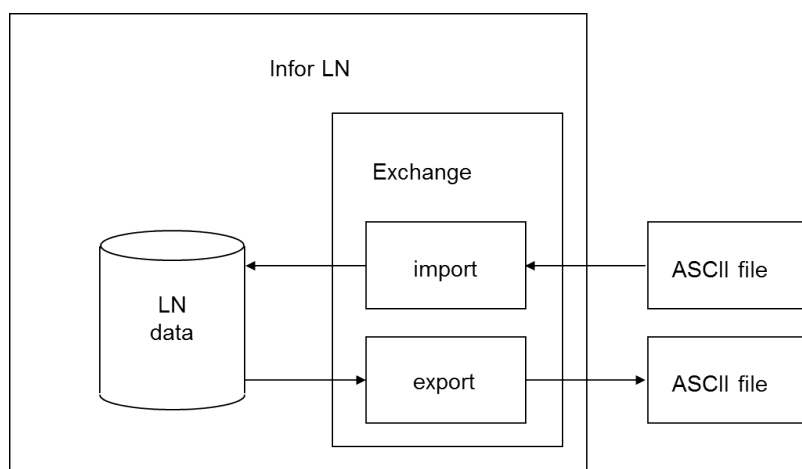 Infor LN
Exchange
import
ASCII file
LN
data
export
ASCII file